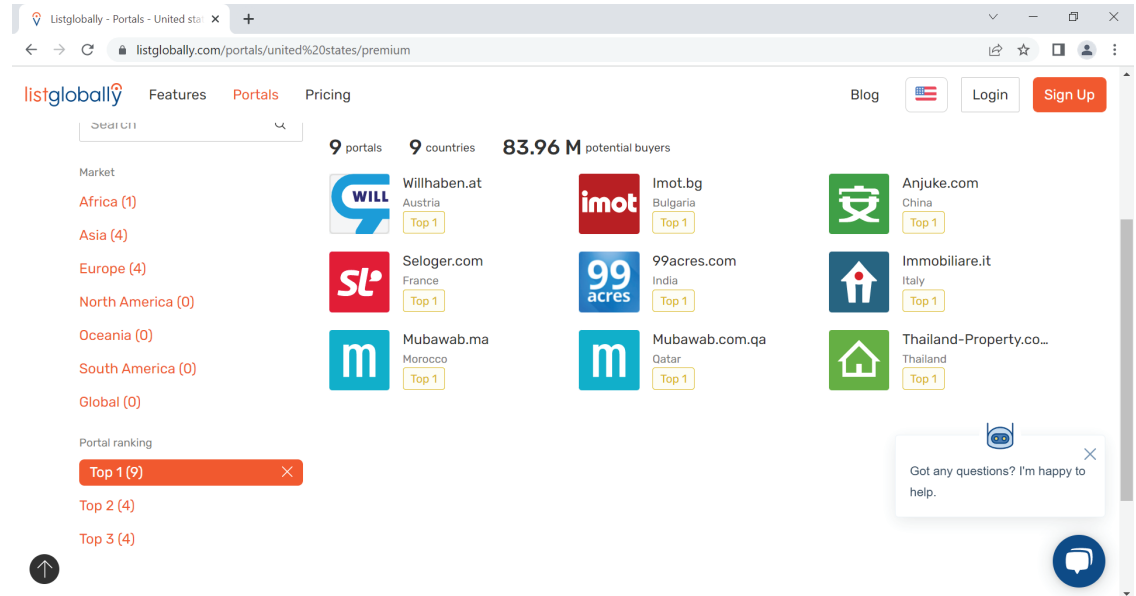 Listglobally - Portals - United stat
listglobally.com/portals/united%20states/premium
listglobally
Features
Portals
Pricing
Blog
Login
Sign Up
Search
9 portals 9 countries 83.96 M potential buyers
Market
Africa (1)
Asia (4)
Europe (4)
North America (0)
Oceania (0)
South America (0)
Global (0)
Portal ranking
Top 1 (9)
Top 2 (4)
Top 3 (4)
WILL
Willhaben.at
Austria
Top 1
imot
Imot.bg
Bulgaria
Top 1
安
Anjuke.com
China
Top 1
SL
Seloger.com
France
Top 1
99
acres
99acres.com
India
Top 1
Immobiliare.it
Italy
Top 1
m
Mubawab.ma
Morocco
Top 1
m
Mubawab.com.qa
Qatar
Top 1
Thailand-Property.co...
Thailand
Top 1
Got any questions? I'm happy to
help.